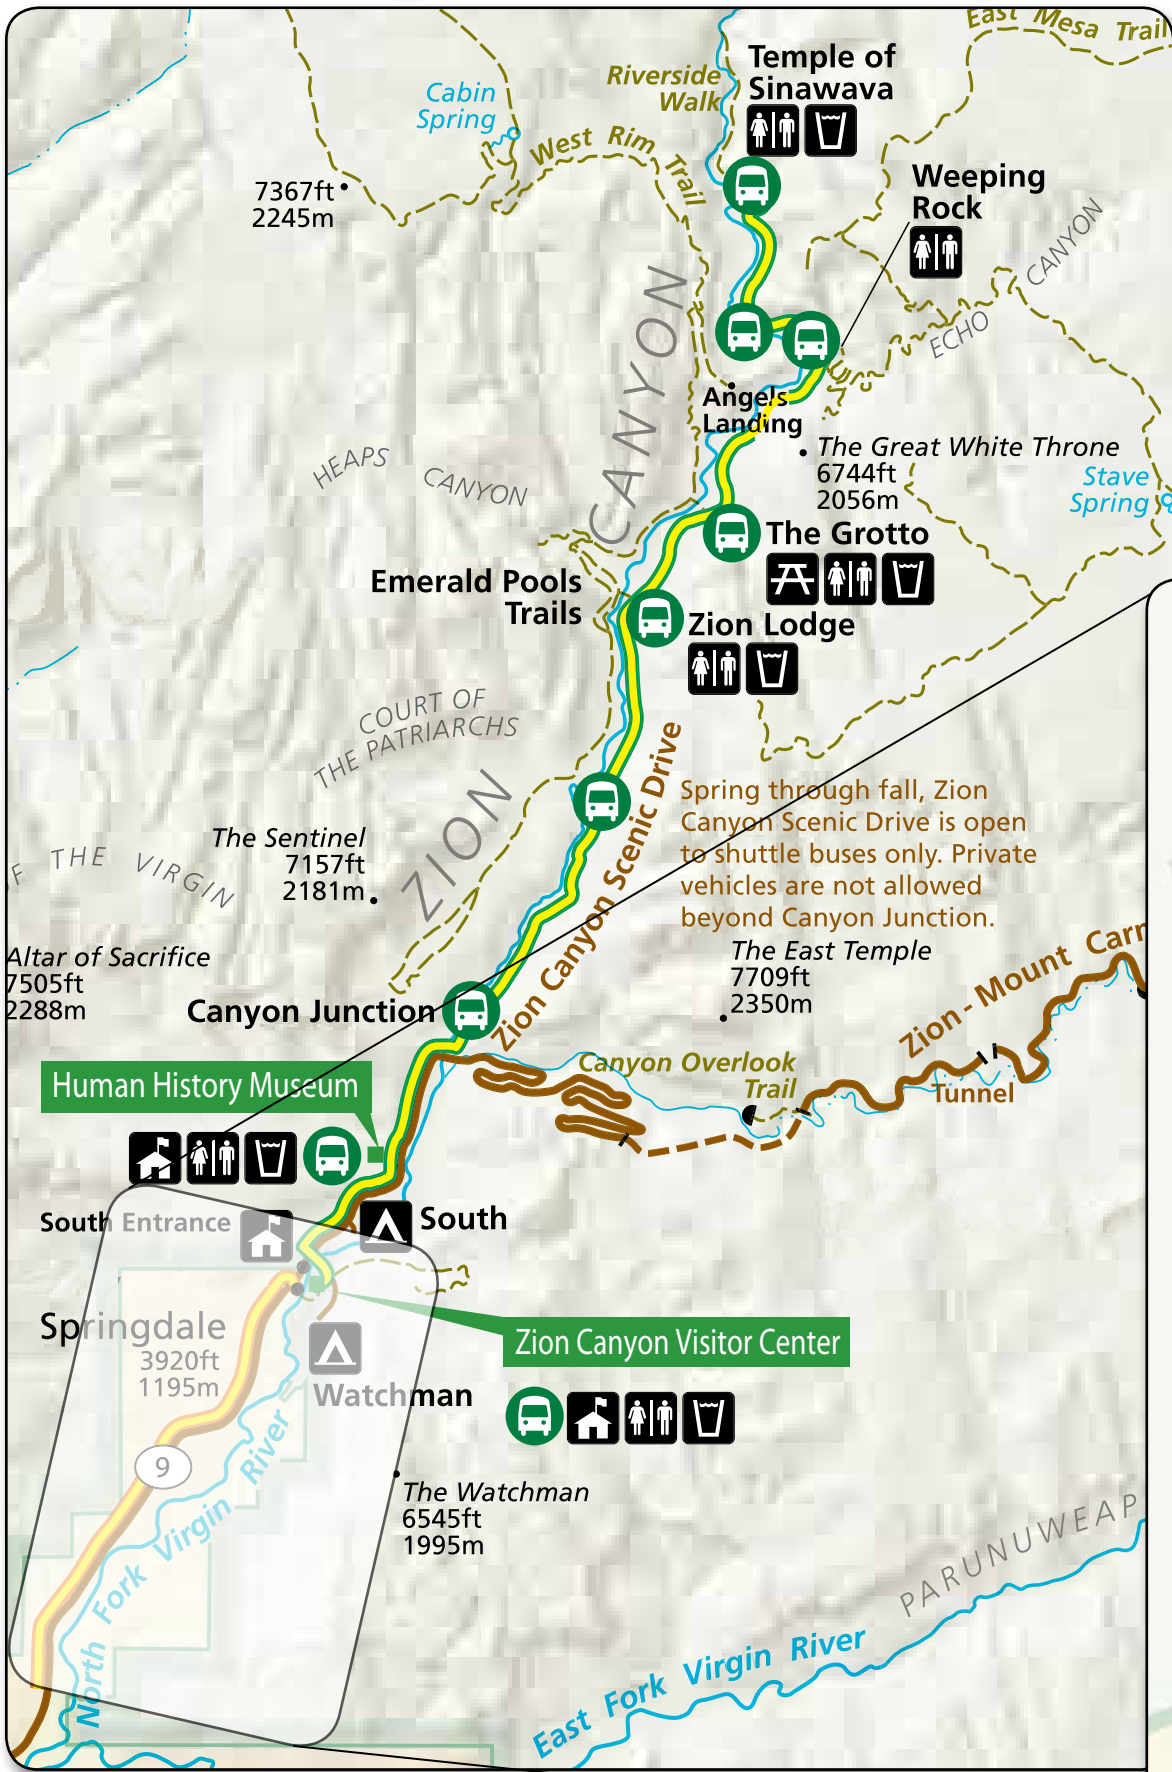 East Mesa Trail
Temple of
Sinawava
Riverside
Walk
Cabin
Spring
West Rim Trail
7367ft
2245m
Weeping
Rock
CANYON
ECHO
CANYON
Angels
Landing
The Great White Throne
6744ft
2056m
Stave
Spring
HEAPS
CANYON
The Grotto
Emerald Pools
Trails
Zion Lodge
COURT OF
THE PATRIARCHS
ZION
Zion Canyon Scenic Drive
Spring through fall, Zion
Canyon Scenic Drive is open
to shuttle buses only. Private
vehicles are not allowed
beyond Canyon Junction.
The Sentinel
7157ft
2181m
OF THE VIRGIN
Altar of Sacrifice
7505ft
2288m
The East Temple
7709ft
2350m
Zion - Mount Carm
Canyon Junction
Canyon Overlook
Trail
Tunnel
Human History Museum
South Entrance
South
Springdale
3920ft
1195m
Zion Canyon Visitor Center
Watchman
9
The Watchman
6545ft
1995m
North Fork Virgin River
PARUNUWEAP
East Fork Virgin River